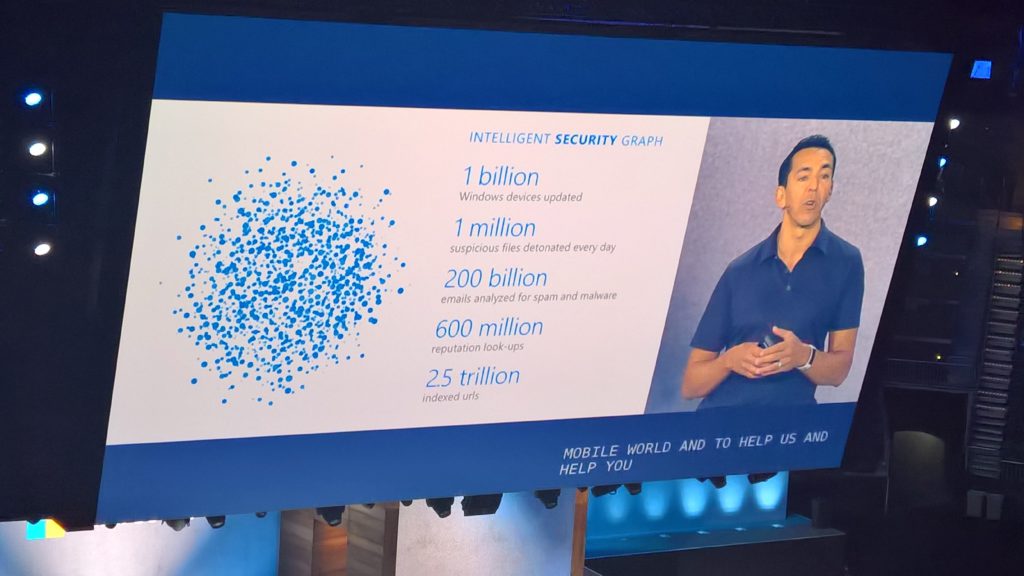 INTELLIGENT SECURITY GRAPH
1 billion
Windows devices updated
1 million
suspicious files detonated every day
200 billion
emails analyzed for spam and malware
600 million
reputation look-ups
2.5 trillion
indexed urls
MOBILE WORLD AND TO HELP US AND
HELP YOU